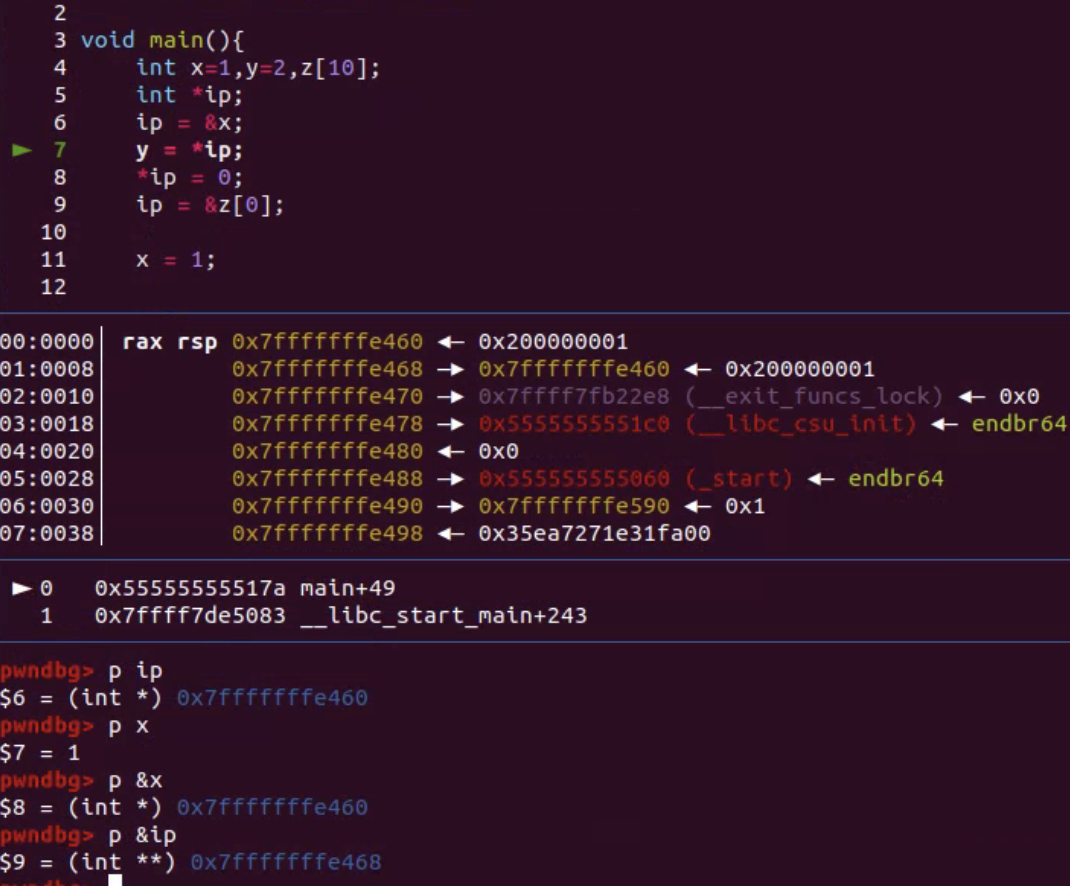 2
3 void main(){
4     int x=1,y=2,z[10];
5     int *ip;
6     ip = &x;
► 7     y = *ip;
8     *ip = 0;
9     ip = &z[0];
10
11     x = 1;
12
00:0000│ rax rsp 0x7fffffffe460 ◂— 0x200000001
01:0008│         0x7fffffffe468 —▸ 0x7fffffffe460 ◂— 0x200000001
02:0010│         0x7fffffffe470 —▸ 0x7ffff7fb22e8 (__exit_funcs_lock) ◂— 0x0
03:0018│         0x7fffffffe478 —▸ 0x5555555551c0 (__libc_csu_init) ◂— endbr64
04:0020│         0x7fffffffe480 ◂— 0x0
05:0028│         0x7fffffffe488 —▸ 0x555555555060 (_start) ◂— endbr64
06:0030│         0x7fffffffe490 —▸ 0x7fffffffe590 ◂— 0x1
07:0038│         0x7fffffffe498 ◂— 0x35ea7271e31fa00
► 0   0x55555555517a main+49
1   0x7ffff7de5083 __libc_start_main+243
pwndbg> p ip
$6 = (int *) 0x7fffffffe460
pwndbg> p x
$7 = 1
pwndbg> p &x
$8 = (int *) 0x7fffffffe460
pwndbg> p &ip
$9 = (int **) 0x7fffffffe468